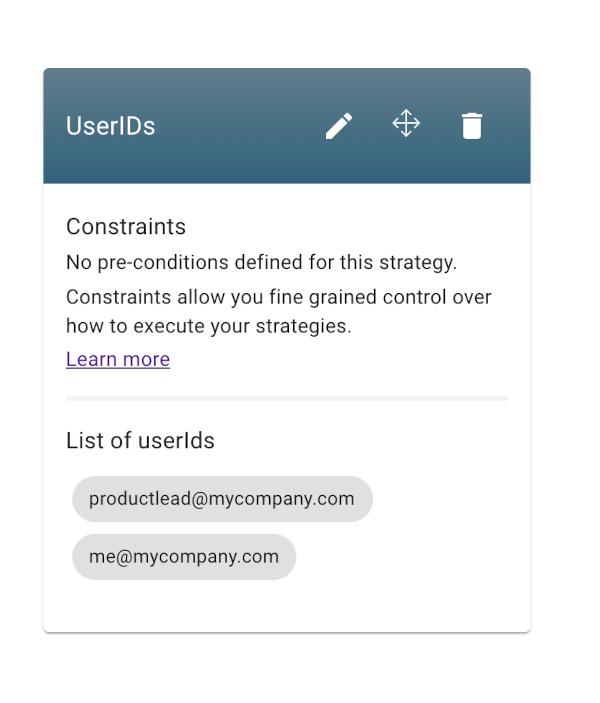 UserIDs
Constraints
No pre-conditions defined for this strategy.
Constraints allow you fine grained control over
how to execute your strategies.
Learn more
List of userIds
productlead@mycompany.com
me@mycompany.com